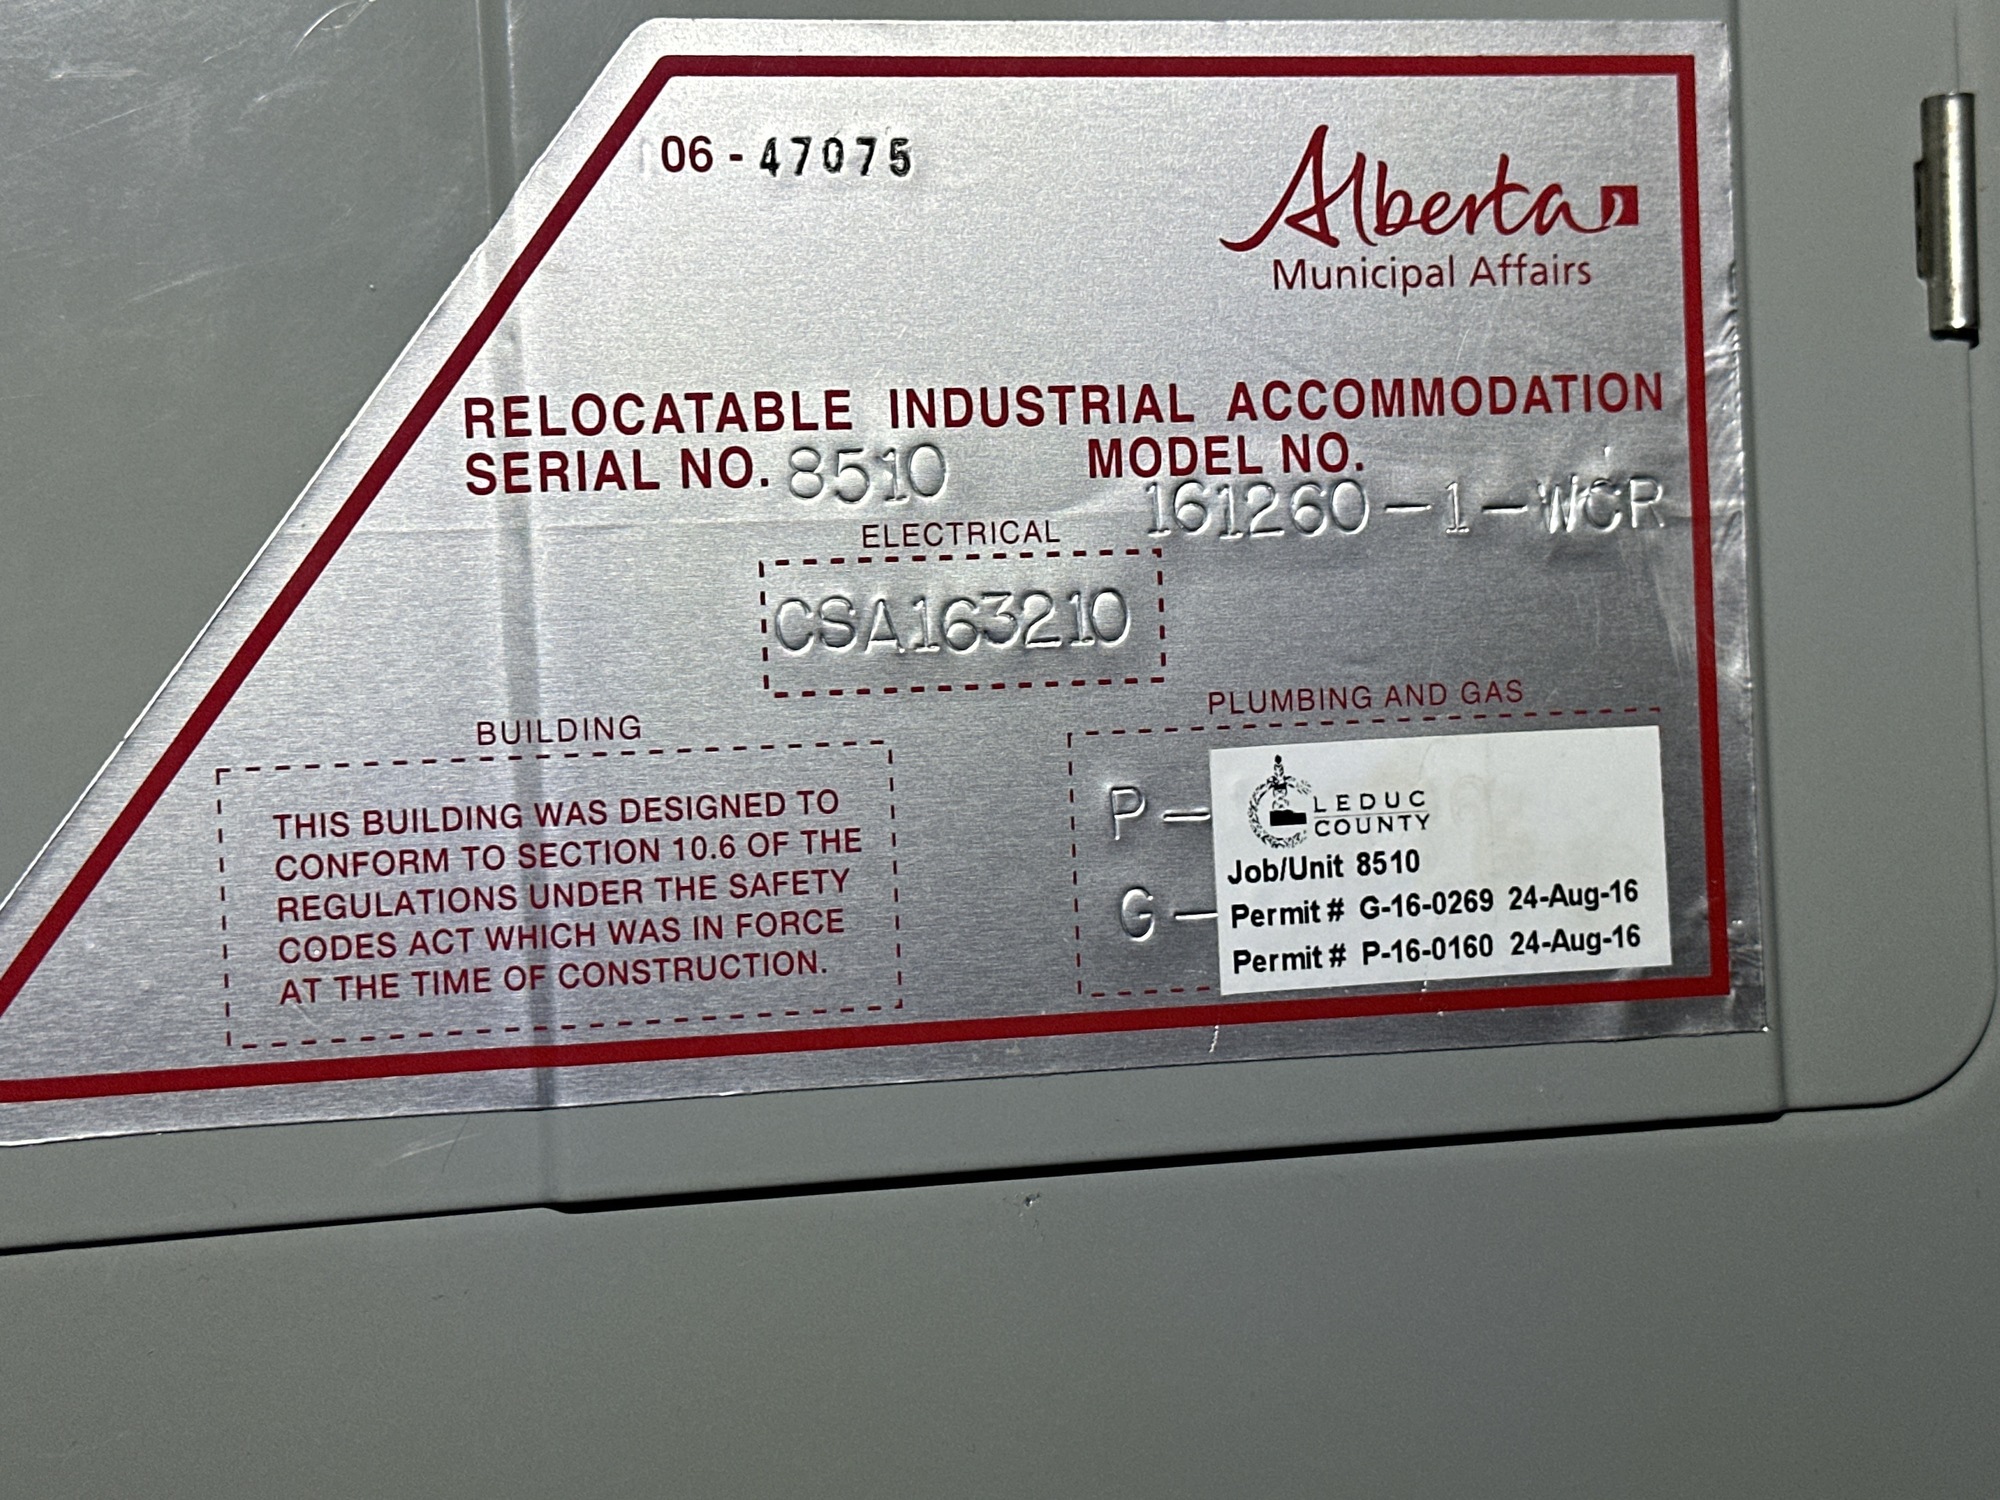 06 - 47075
Alberta
Municipal Affairs
RELOCATABLE INDUSTRIAL ACCOMMODATION
SERIAL NO. 8510 MODEL NO.
161260-1-WCR
ELECTRICAL
CSA163210
BUILDING
THIS BUILDING WAS DESIGNED TO
CONFORM TO SECTION 10.6 OF THE
REGULATIONS UNDER THE SAFETY
CODES ACT WHICH WAS IN FORCE
AT THE TIME OF CONSTRUCTION.
PLUMBING AND GAS
P-
G-
LEDUC
COUNTY
Job/Unit 8510
Permit # G-16-0269 24-Aug-16
Permit # P-16-0160 24-Aug-16